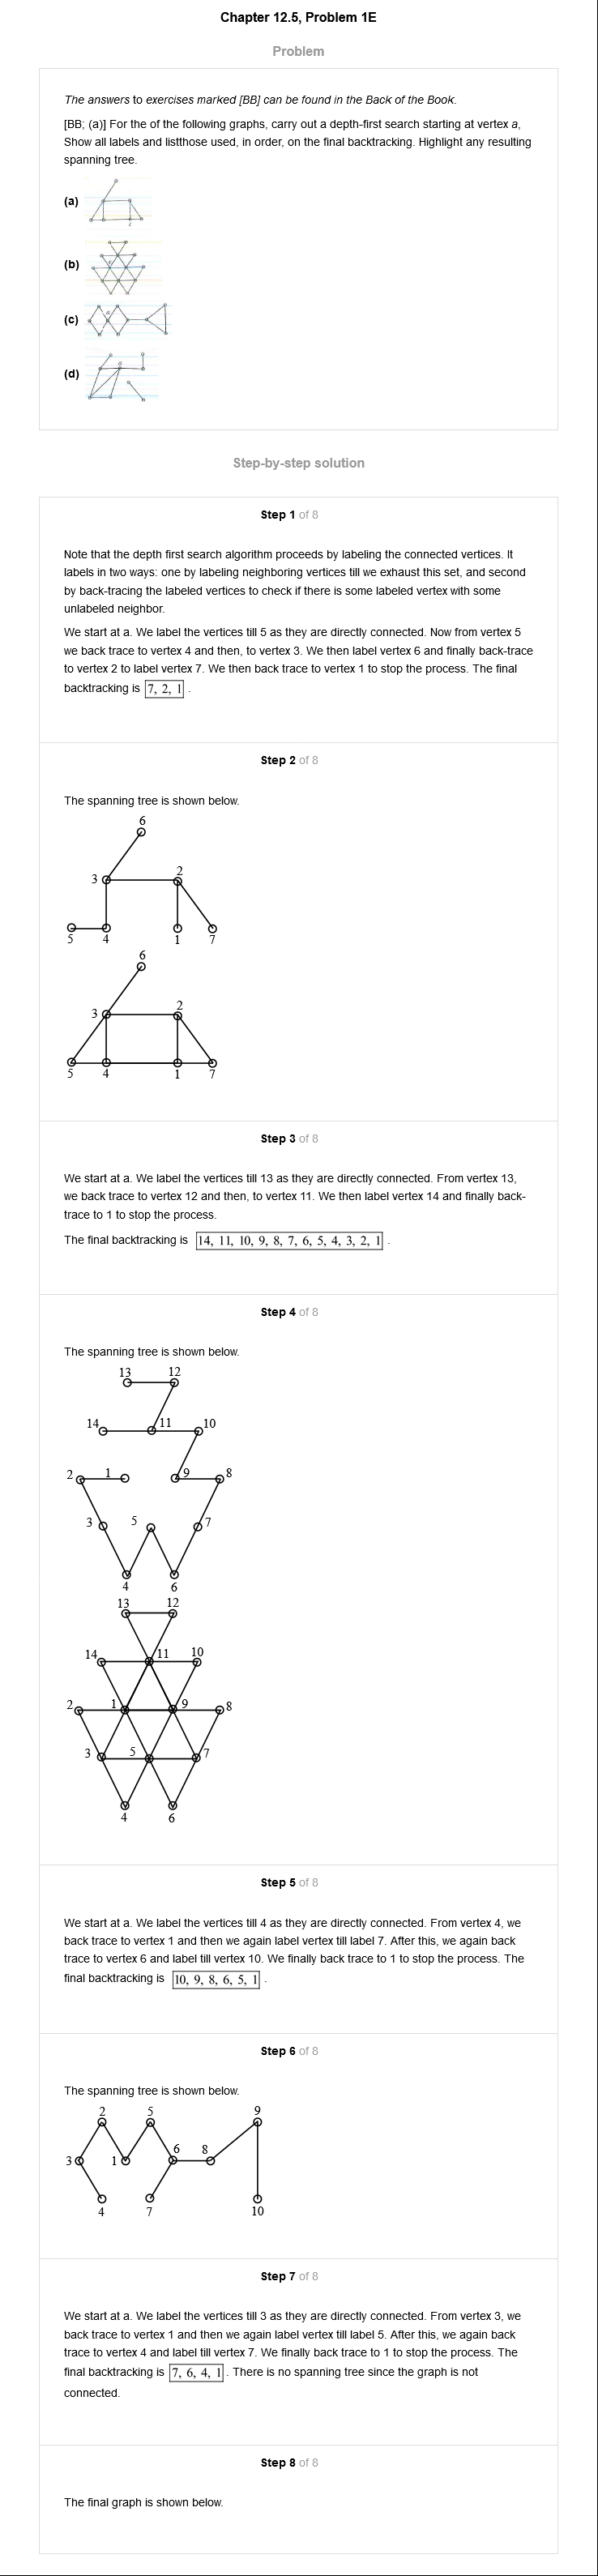 Chapter 12.5, Problem 1E
Problem
The answers to exercises marked [BB] can be found in the Back of the Book.
[BB; (a)] For the of the following graphs, carry out a depth-first search starting at vertex a,
Show all labels and listthose used, in order, on the final backtracking. Highlight any resulting
spanning tree.
(a)
(b)
(c)
(d)
Step-by-step solution
Step 1 of 8
Note that the depth first search algorithm proceeds by labeling the connected vertices. It
labels in two ways: one by labeling neighboring vertices till we exhaust this set, and second
by back-tracing the labeled vertices to check if there is some labeled vertex with some
unlabeled neighbor.
We start at a. We label the vertices till 5 as they are directly connected. Now from vertex 5
we back trace to vertex 4 and then, to vertex 3. We then label vertex 6 and finally back-trace
to vertex 2 to label vertex 7. We then back trace to vertex 1 to stop the process. The final
backtracking is 7, 2, 1 .
Step 2 of 8
The spanning tree is shown below.
6
3 2
5 4 1 7
6
3 2
5 4 1 7
Step 3 of 8
We start at a. We label the vertices till 13 as they are directly connected. From vertex 13,
we back trace to vertex 12 and then, to vertex 11. We then label vertex 14 and finally back-
trace to 1 to stop the process.
The final backtracking is 14, 11, 10, 9, 8, 7, 6, 5, 4, 3, 2, 1 .
Step 4 of 8
The spanning tree is shown below.
13 12
14 11 10
2 1 9 8
3 5 7
4 6
13 12
14 11 10
2 1 9 8
3 5 7
4 6
Step 5 of 8
We start at a. We label the vertices till 4 as they are directly connected. From vertex 4, we
back trace to vertex 1 and then we again label vertex till label 7. After this, we again back
trace to vertex 6 and label till vertex 10. We finally back trace to 1 to stop the process. The
final backtracking is 10, 9, 8, 6, 5, 1 .
Step 6 of 8
The spanning tree is shown below.
2 5 9
3 1 6 8
4 7 10
Step 7 of 8
We start at a. We label the vertices till 3 as they are directly connected. From vertex 3, we
back trace to vertex 1 and then we again label vertex till label 5. After this, we again back
trace to vertex 4 and label till vertex 7. We finally back trace to 1 to stop the process. The
final backtracking is 7, 6, 4, 1 . There is no spanning tree since the graph is not
connected.
Step 8 of 8
The final graph is shown below.